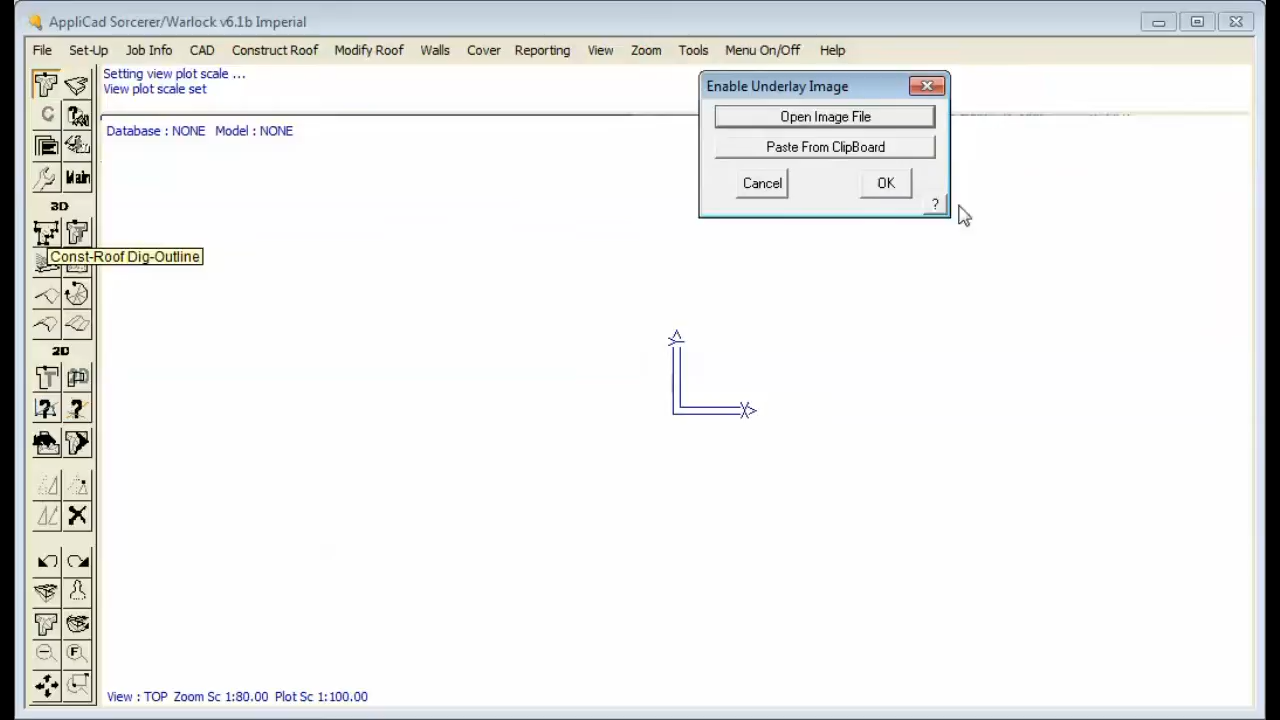 AppliCad Sorcerer/Warlock v6.1b Imperial
File Set-Up Job Info CAD Construct Roof Modify Roof Walls Cover Reporting View Zoom Tools Menu On/Off Help
Setting view plot scale ...
View plot scale set
Enable Underlay Image
Open Image File
Paste From ClipBoard
Cancel OK
?
Database : NONE Model : NONE
C
Main
3D
Const-Roof Dig-Outline
2D
Y
X
F
View : TOP Zoom Sc 1:80.00 Plot Sc 1:100.00